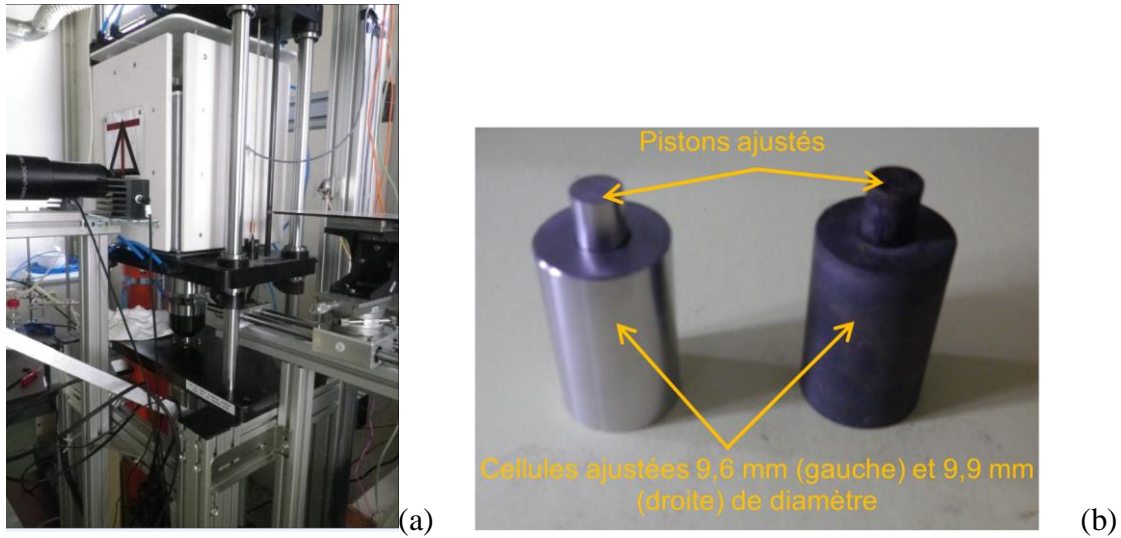 Pistons ajustés
Cellules ajustées 9,6 mm (gauche) et 9,9 mm
(droite) de diamètre
(a)
(b)